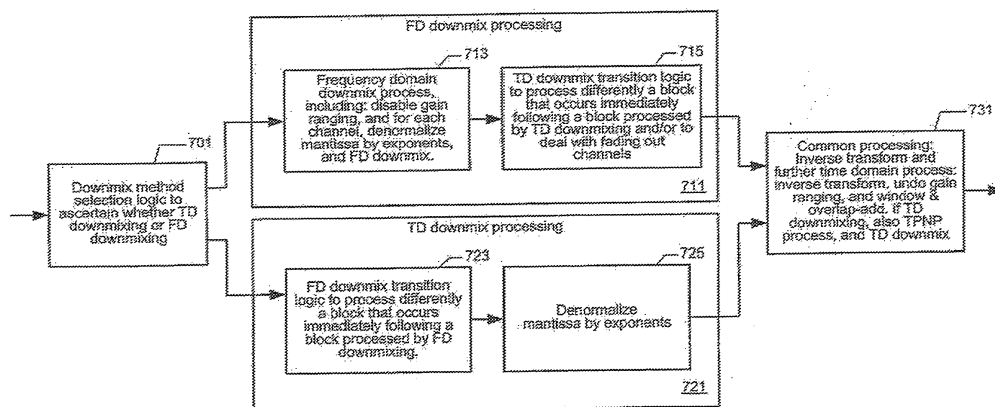 FD downmix processing
713
Frequency domain
downmix process,
including: disable gain
ranging, and for each
channel, denormalize
mantissa by exponents,
and FD downmix.
715
TD downmix transition logic
to process differently a block
that occurs immediately
following a block processed
by TD downmixing and/or to
deal with fading out
channels
711
701
Downmix method
selection logic to
ascertain whether TD
downmixing or FD
downmixing
TD downmix processing
723
FD downmix transition
logic to process differently
a block that occurs
immediately following a
block processed by FD
downmixing.
725
Denormalize
mantissa by exponents
721
731
Common processing:
Inverse transform and
further time domain process:
inverse transform, undo gain
ranging, and window &
overlap-add. If TD
downmixing, also TPNP
process, and TD downmix